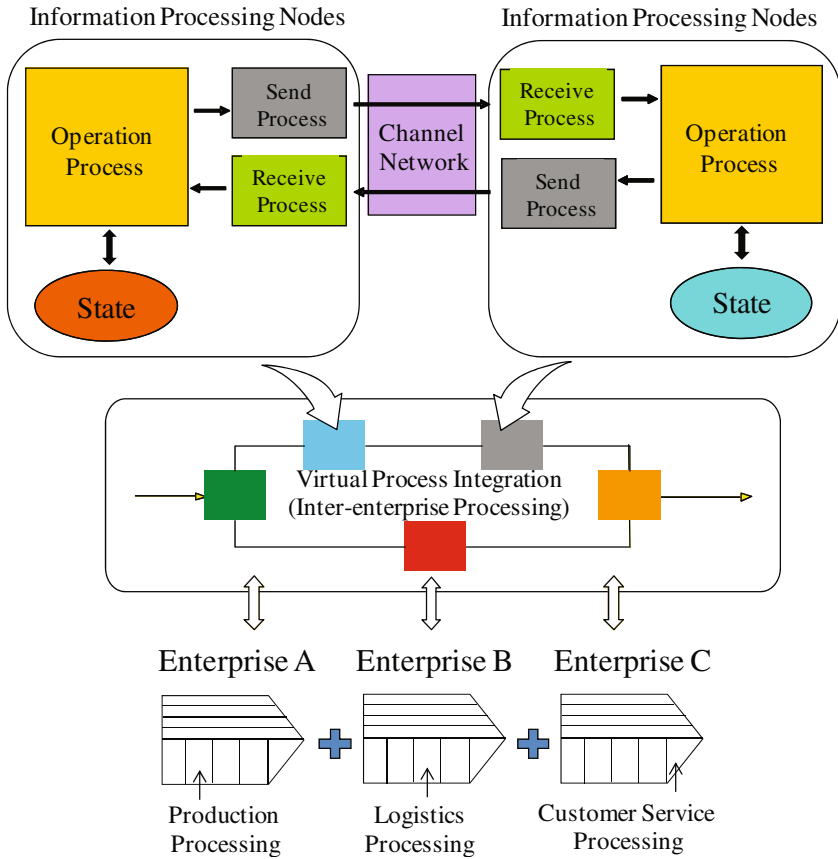 Information Processing Nodes
Information Processing Nodes
Operation
Process
Send
Process
Receive
Process
Channel
Network
Receive
Process
Send
Process
Operation
Process
State
State
Virtual Process Integration
(Inter-enterprise Processing)
Enterprise A
Enterprise B
Enterprise C
Production
Processing
Logistics
Processing
Customer Service
Processing